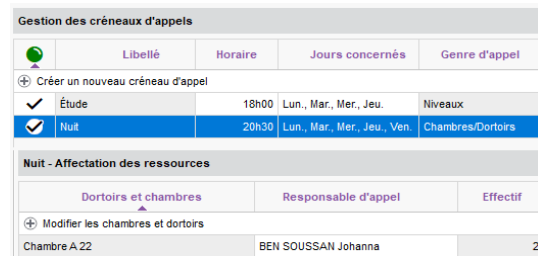 Gestion des créneaux d'appels
Libellé Horaire Jours concernés Genre d'appel
Créer un nouveau créneau d'appel
Étude 18h00 Lun., Mar., Mer., Jeu. Niveaux
Nuit 20h30 Lun., Mar., Mer., Jeu., Ven. Chambres/Dortoirs
Nuit - Affectation des ressources
Dortoirs et chambres Responsable d'appel Effectif
Modifier les chambres et dortoirs
Chambre A 22 BEN SOUSSAN Johanna 2